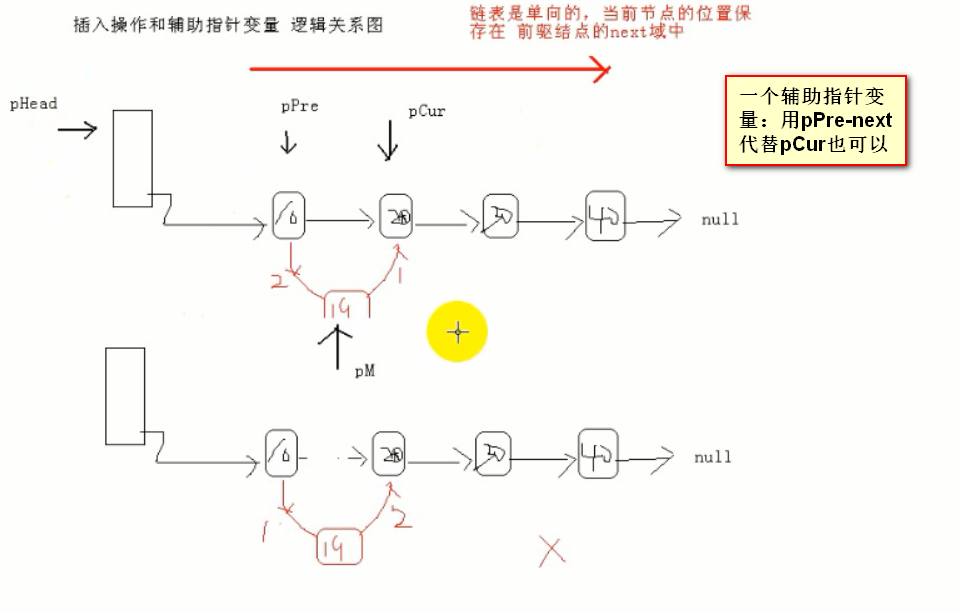 插入操作和辅助指针变量 逻辑关系图
链表是单向的，当前节点的位置保
存在 前驱结点的next域中
一个辅助指针变
量：用pPre-next
代替pCur也可以
pHead
pPre
pCur
10
20
30
40
null
2
1
19
pM
10
20
30
40
null
1
2
19
X